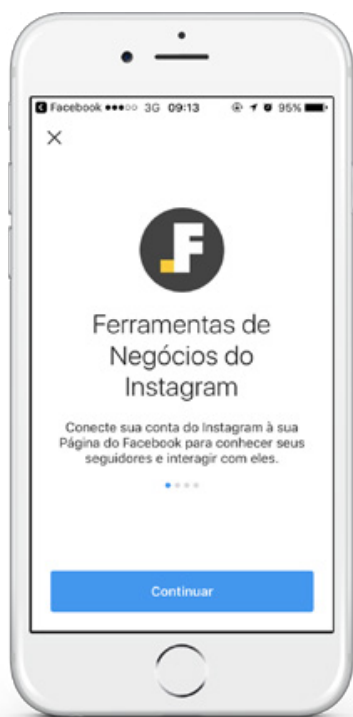 Facebook 3G 09:13 95%
F
Ferramentas de
Negócios do
Instagram
Conecte sua conta do Instagram à sua
Página do Facebook para conhecer seus
seguidores e interagir com eles.
Continuar